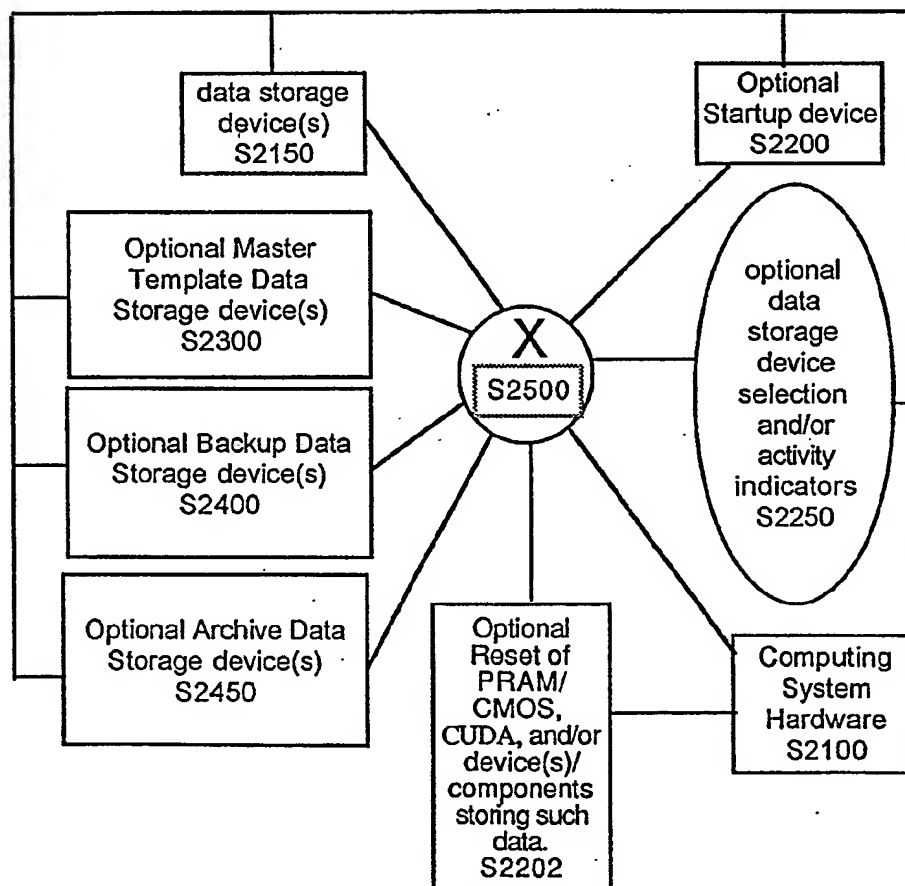 data storage
device(s)
S2150
Optional
Startup device
S2200
Optional Master
Template Data
Storage device(s)
S2300
X
S2500
optional
data
storage
device
selection
and/or
activity
indicators
S2250
Optional Backup Data
Storage device(s)
S2400
Optional Archive Data
Storage device(s)
S2450
Optional
Reset of
PRAM/
CMOS,
CUDA, and/or
device(s)/
components
storing such
data.
S2202
Computing
System
Hardware
S2100